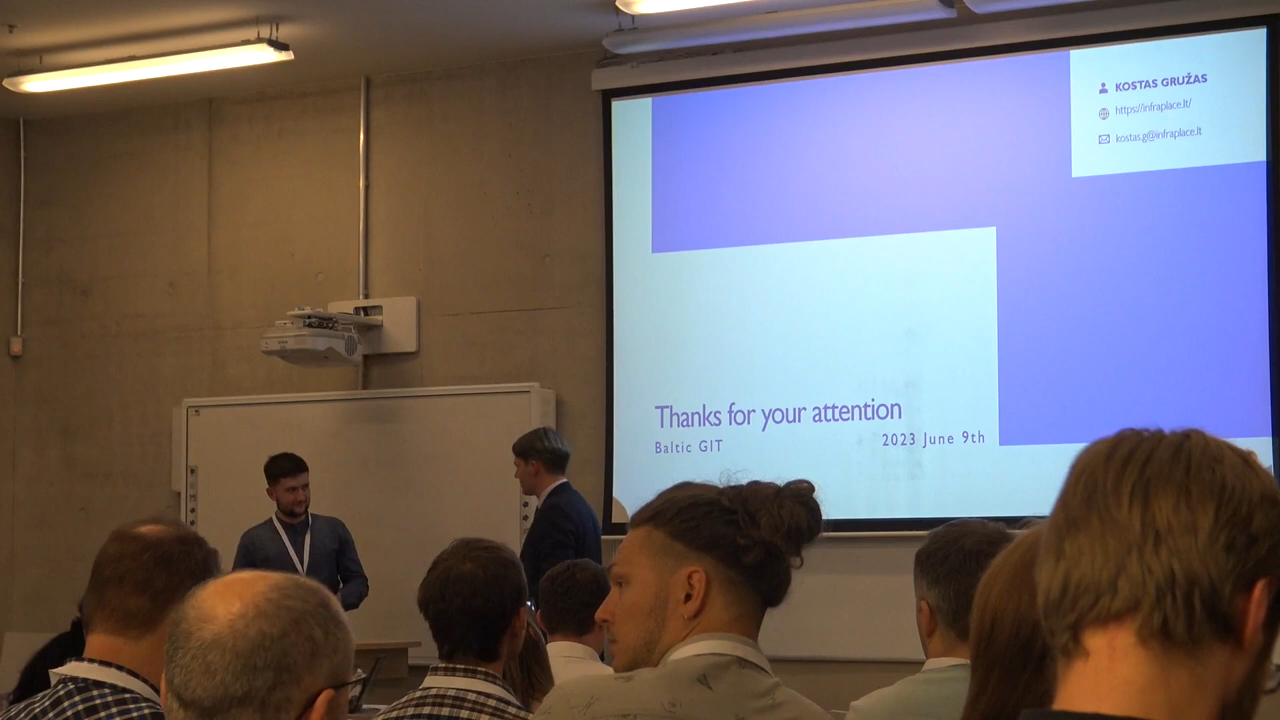 KOSTAS GRUŽAS
https://infraplace.lt/
kostas.g@infraplace.lt
Thanks for your attention
Baltic GIT
2023 June 9th